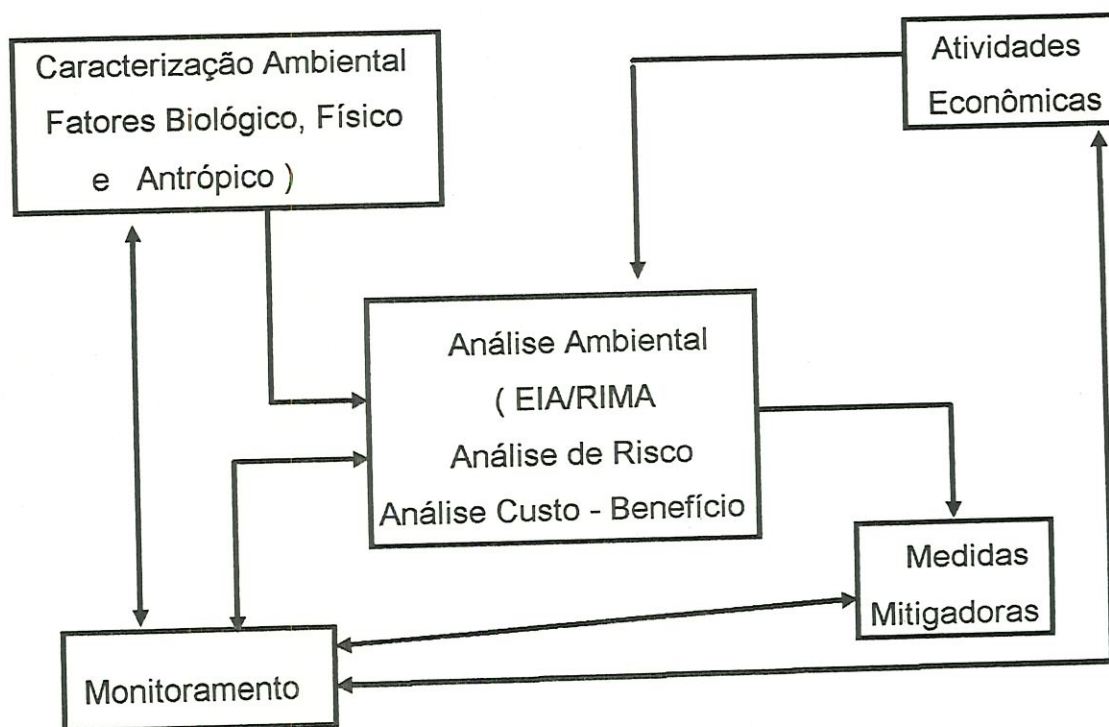 Caracterização Ambiental
Fatores Biológico, Físico
e Antrópico )
Atividades
Econômicas
Análise Ambiental
( EIA/RIMA
Análise de Risco
Análise Custo - Benefício
Medidas
Mitigadoras
Monitoramento